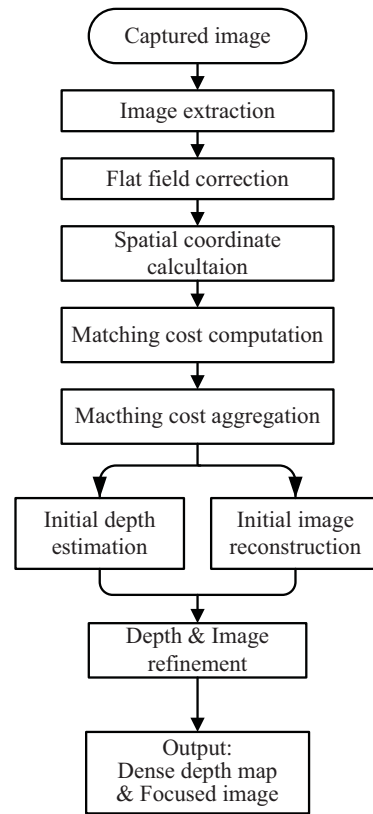 Captured image
Image extraction
Flat field correction
Spatial coordinate
calcultaion
Matching cost computation
Macthing cost aggregation
Initial depth
estimation
Initial image
reconstruction
Depth & Image
refinement
Output:
Dense depth map
& Focused image